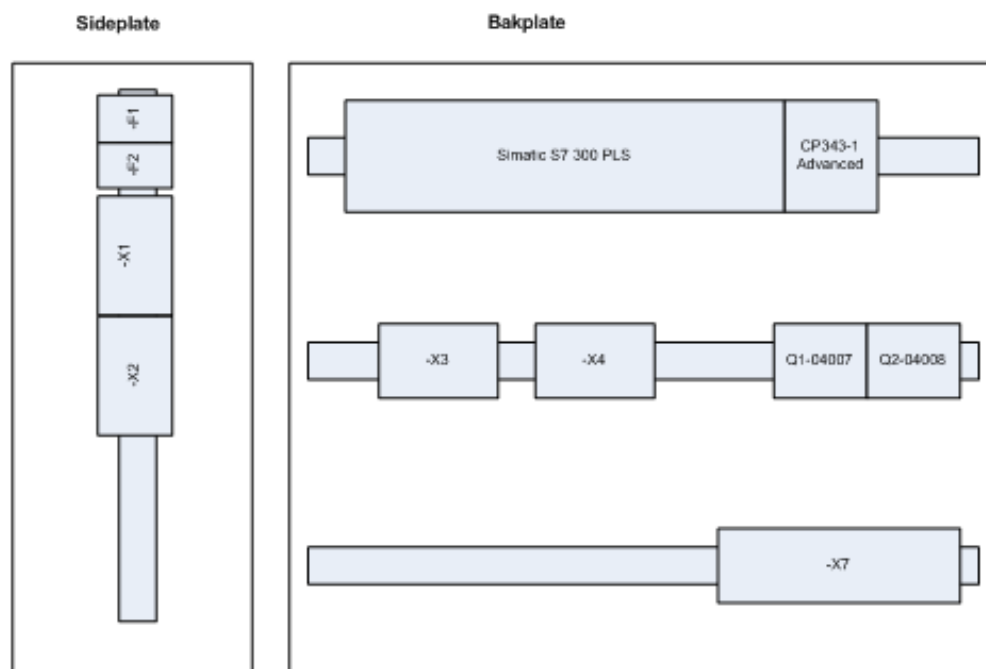 Sideplate
Bakplate
-F1
-F2
-X1
-X2
Simatic S7 300 PLS
CP343-1
Advanced
-X3
-X4
Q1-04007
Q2-04008
-X7